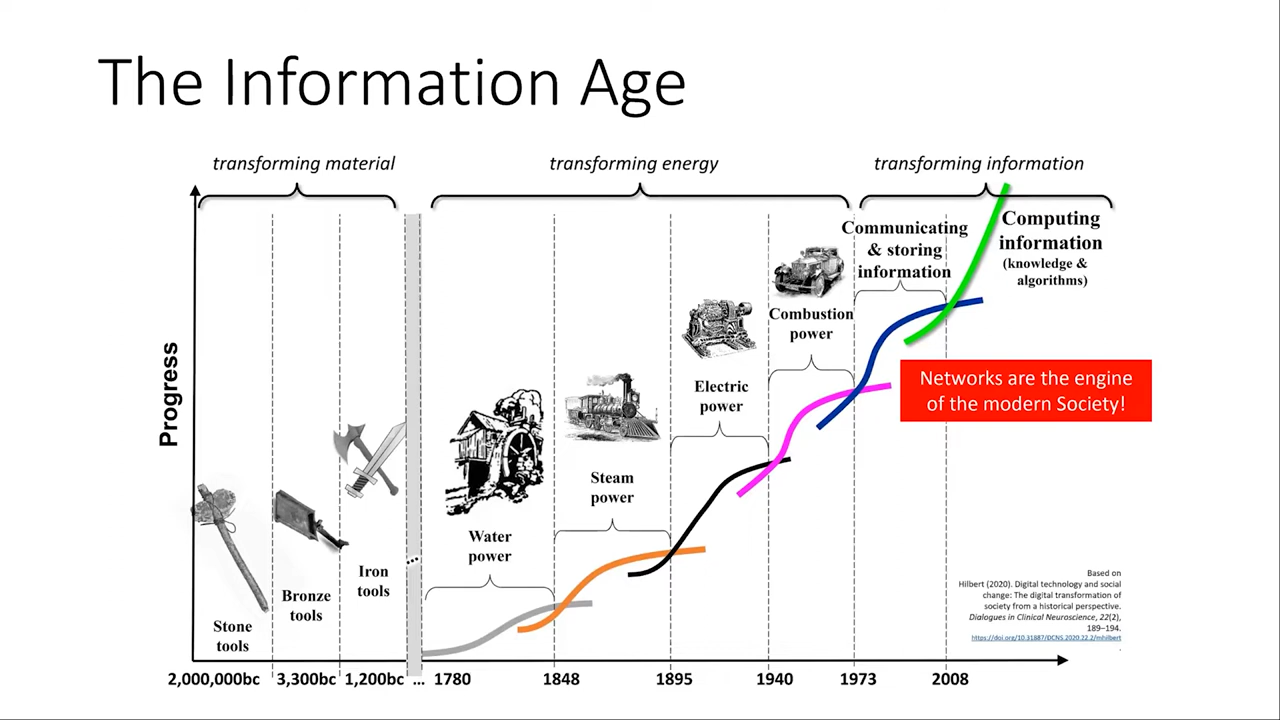 The Information Age
transforming material
transforming energy
transforming information
Progress
Stone
tools
Bronze
tools
Iron
tools
...
Water
power
Steam
power
Electric
power
Combustion
power
Communicating
& storing
information
Computing
information
(knowledge &
algorithms)
Networks are the engine
of the modern Society!
Based on
Hilbert (2020). Digital technology and social
change: The digital transformation of
society from a historical perspective.
Dialogues in Clinical Neuroscience, 22(2),
189–194.
https://doi.org/10.31887/DCNS.2020.22.2/mhilbert
.
2,000,000bc 3,300bc 1,200bc ... 1780 1848 1895 1940 1973 2008